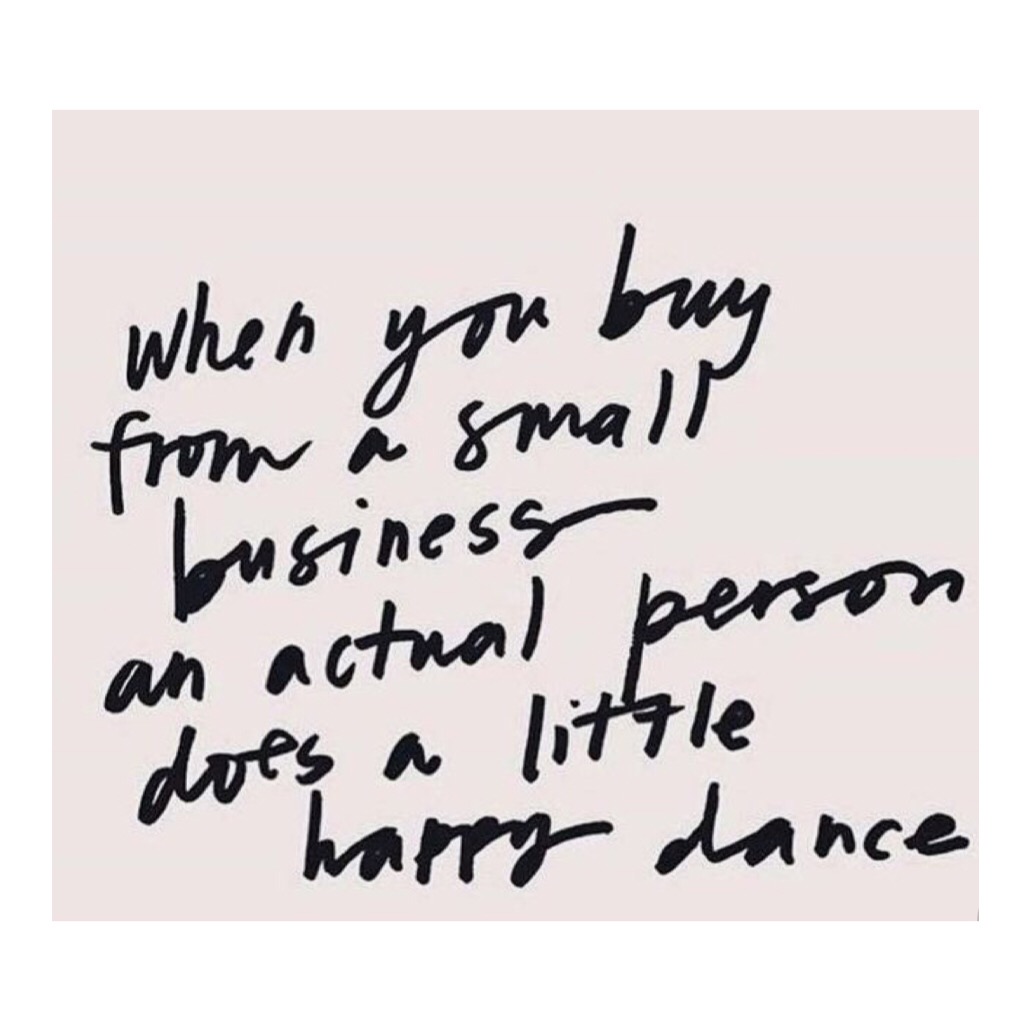 when you buy
from a small
business
an actual person
does a little
happy dance